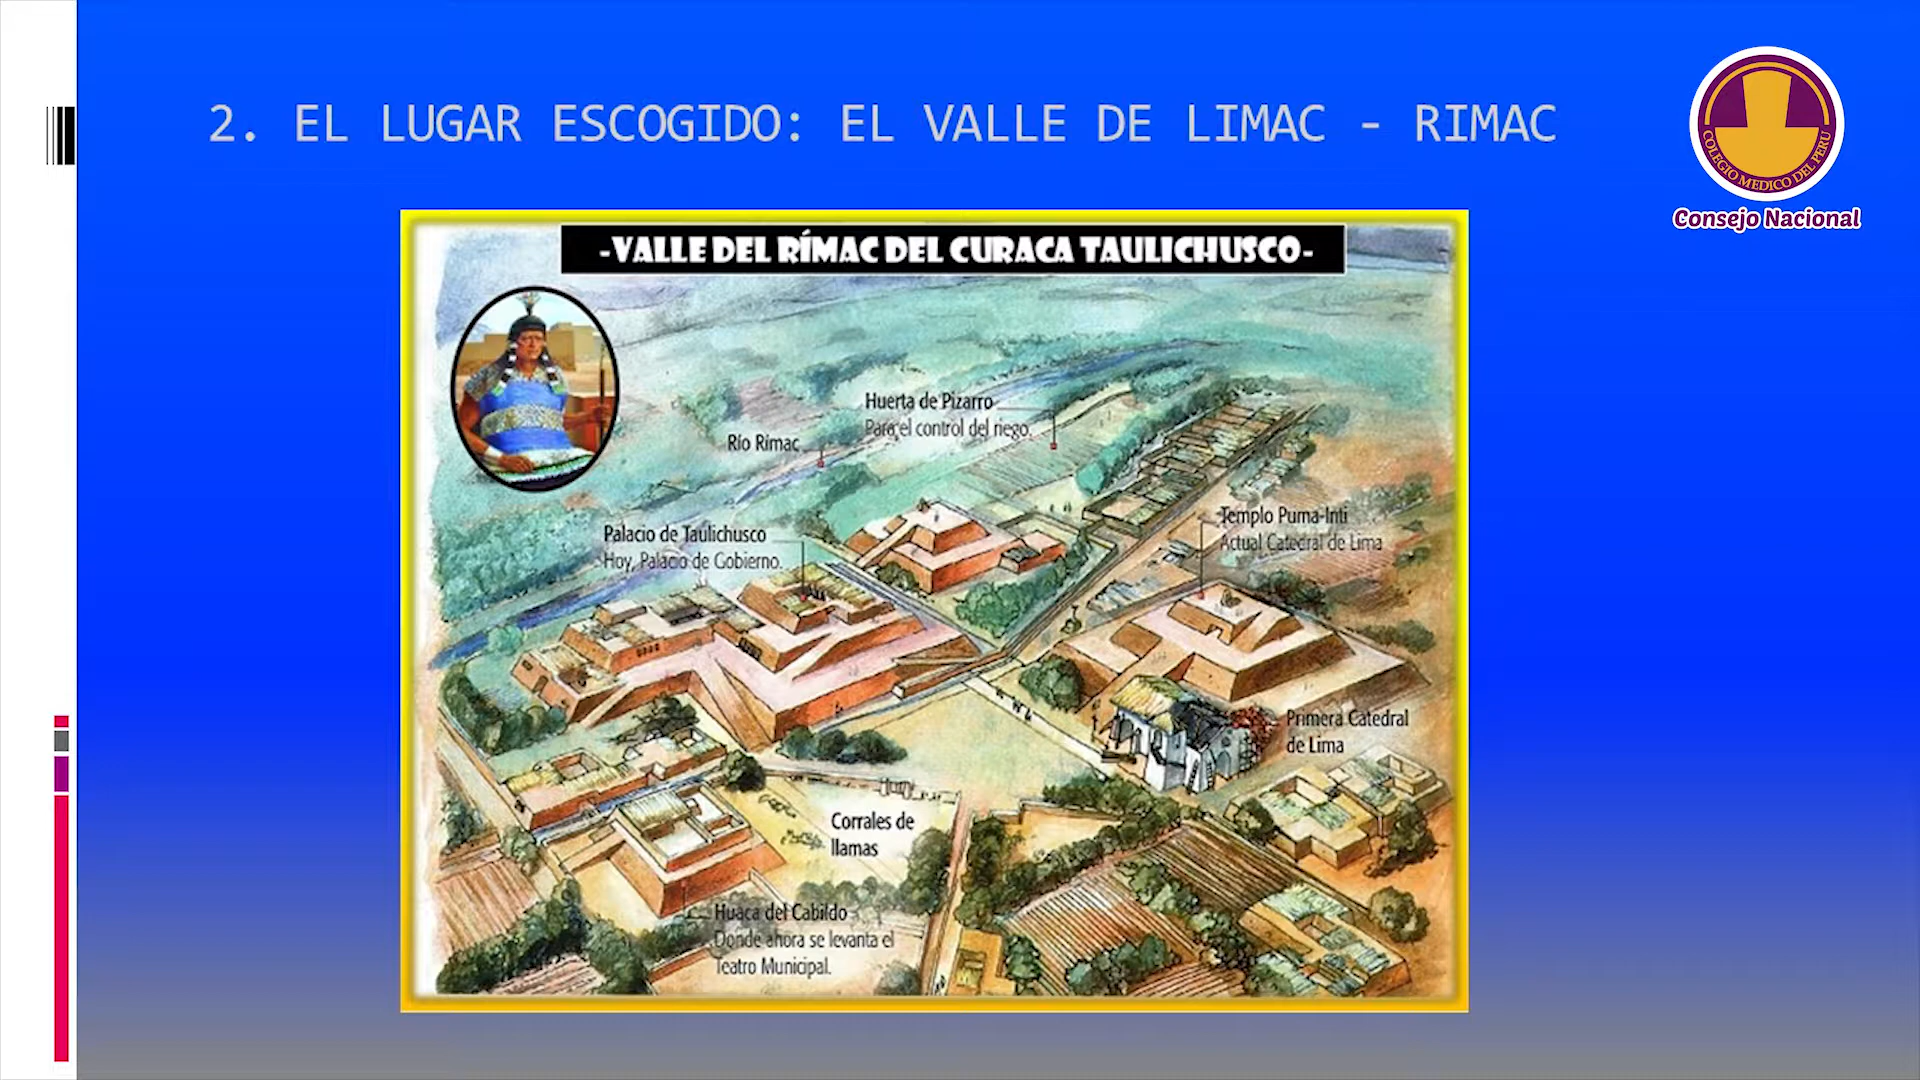 2. EL LUGAR ESCOGIDO: EL VALLE DE LIMAC - RIMAC
COLEGIO MEDICO DEL PERU
Consejo Nacional
-VALLE DEL RÍMAC DEL CURACA TAULICHUSCO-
Huerta de Pizarro
Para el control del riego.
Río Rímac
Palacio de Taulichusco
Hoy, Palacio de Gobierno.
Templo Puma-Inti
Actual Catedral de Lima
Primera Catedral
de Lima
Corrales de
llamas
Huaca del Cabildo
Donde ahora se levanta el
Teatro Municipal.